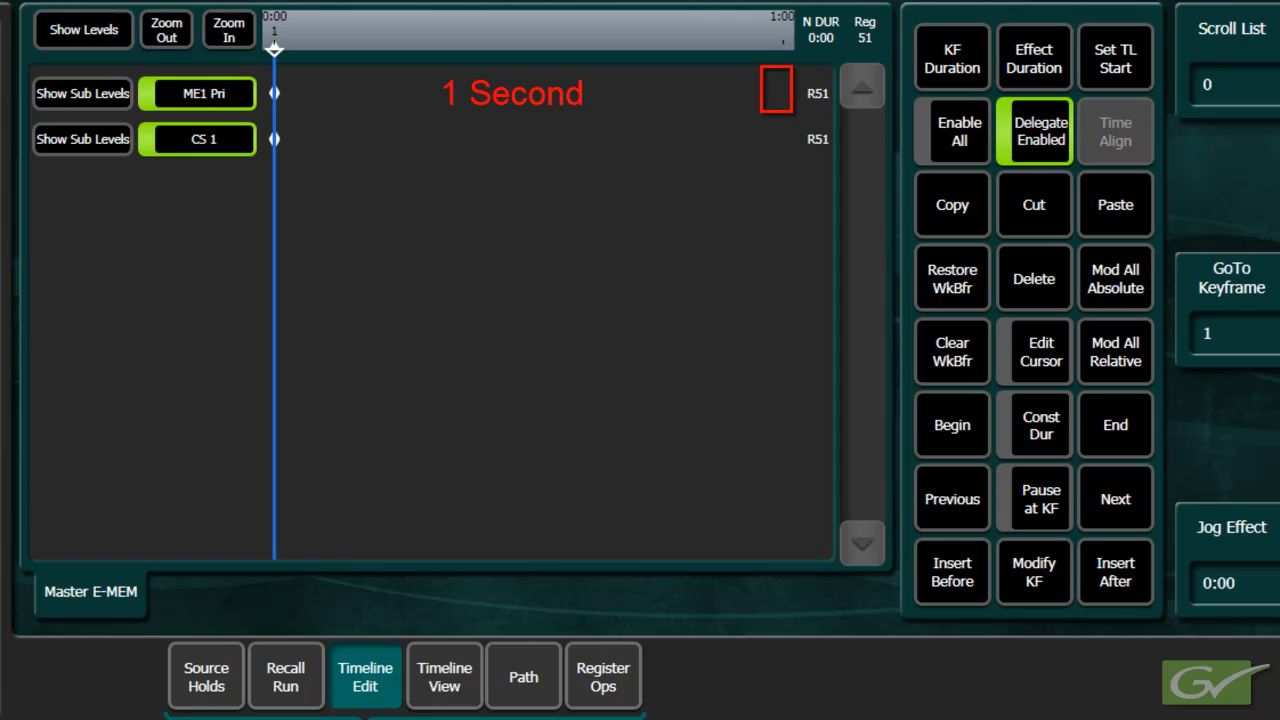 Show Levels
Zoom
Out
Zoom
In
0:00
1
1:00
N DUR
0:00
Reg
51
Show Sub Levels
ME1 Pri
1 Second
R51
Show Sub Levels
CS 1
R51
Master E-MEM
KF
Duration
Effect
Duration
Set TL
Start
Enable
All
Delegate
Enabled
Time
Align
Copy
Cut
Paste
Restore
WkBfr
Delete
Mod All
Absolute
Clear
WkBfr
Edit
Cursor
Mod All
Relative
Begin
Const
Dur
End
Previous
Pause
at KF
Next
Insert
Before
Modify
KF
Insert
After
Scroll List
0
GoTo
Keyframe
1
Jog Effect
0:00
Source
Holds
Recall
Run
Timeline
Edit
Timeline
View
Path
Register
Ops
GV